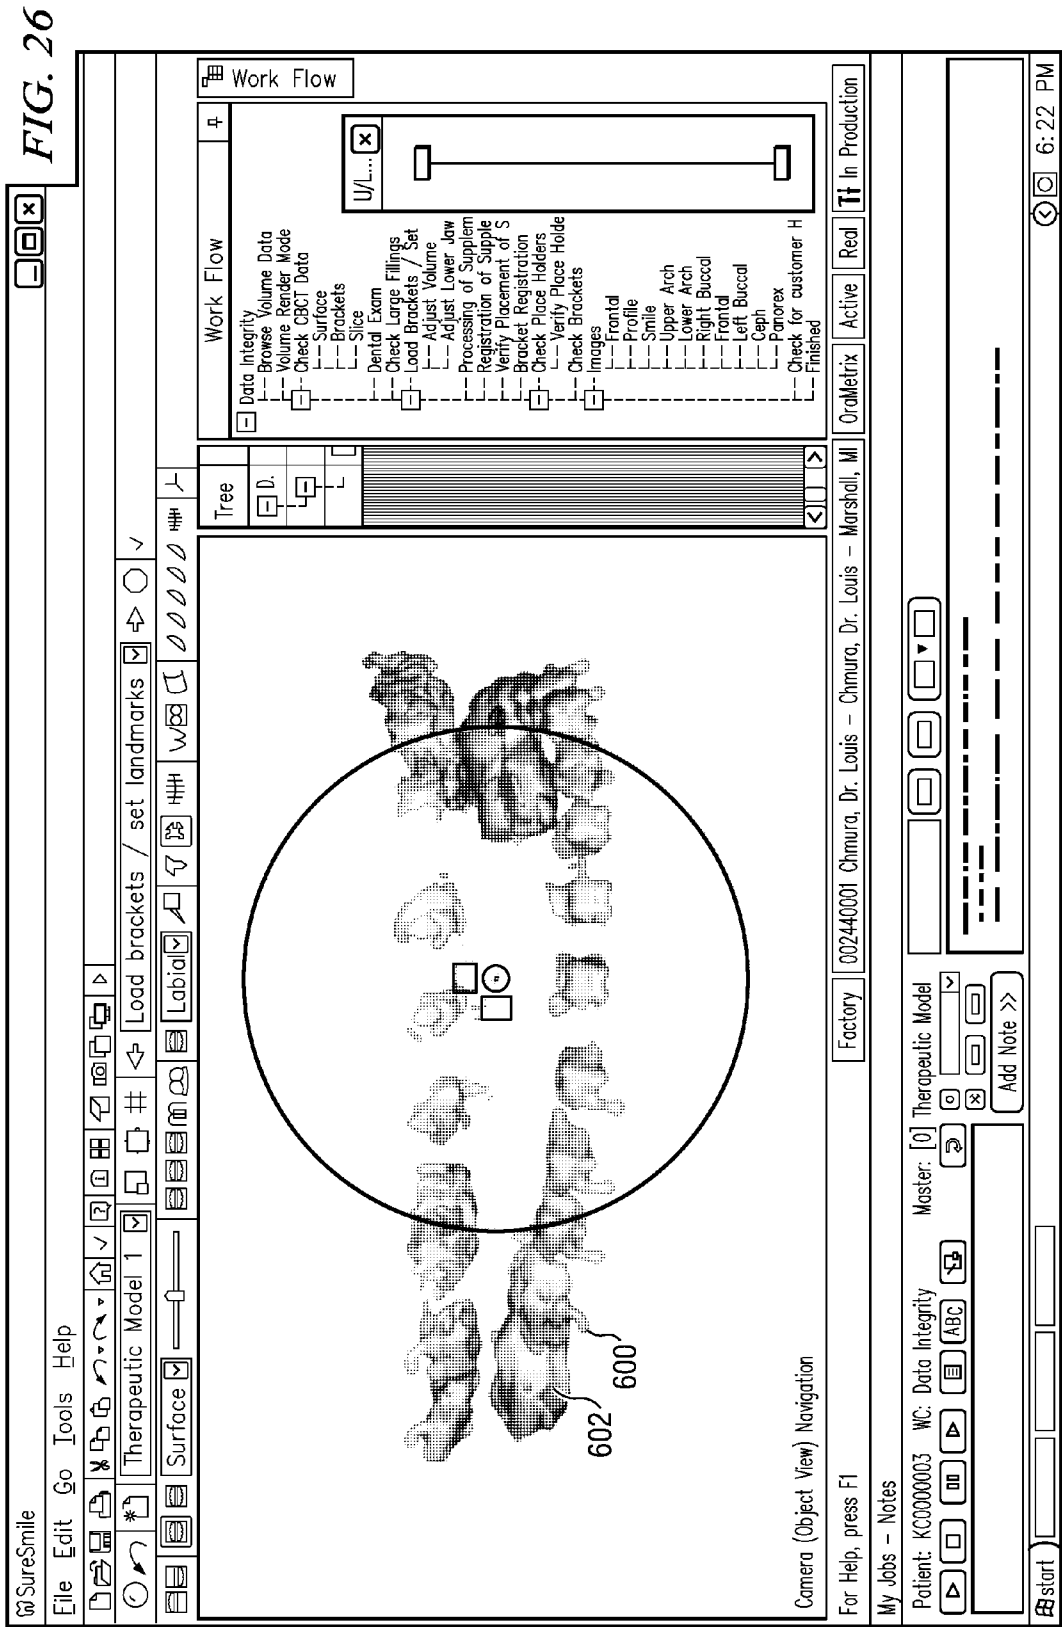 FIG. 26
SureSmile
File Edit Go Tools Help
Therapeutic Model 1
Load brackets / set landmarks
Surface
Labial
Tree
D.
Work Flow
Work Flow
Data Integrity
Browse Volume Data
Volume Render Mode
Check CBCT Data
Surface
Brackets
Slice
Dental Exam
Check Large Fillings
Load Brackets / Set
Adjust Volume
Adjust Lower Jaw
Processing of Supplem
Registration of Supple
Verify Placement of S
Bracket Registration
Check Place Holders
Verify Place Holde
Check Brackets
Images
Frontal
Profile
Smile
Upper Arch
Lower Arch
Right Buccal
Frontal
Left Buccal
Ceph
Panorex
Check for customer H
Finished
U/L...
600
602
Camera (Object View) Navigation
For Help, press F1
Factory
002440001 Chmura, Dr. Louis - Chmura, Dr. Louis - Marshall, MI
OraMetrix
Active
Real
In Production
My Jobs - Notes
Patient: KC0000003 WC: Data Integrity Master: [0] Therapeutic Model
ABC
Add Note >>
start
6:22 PM